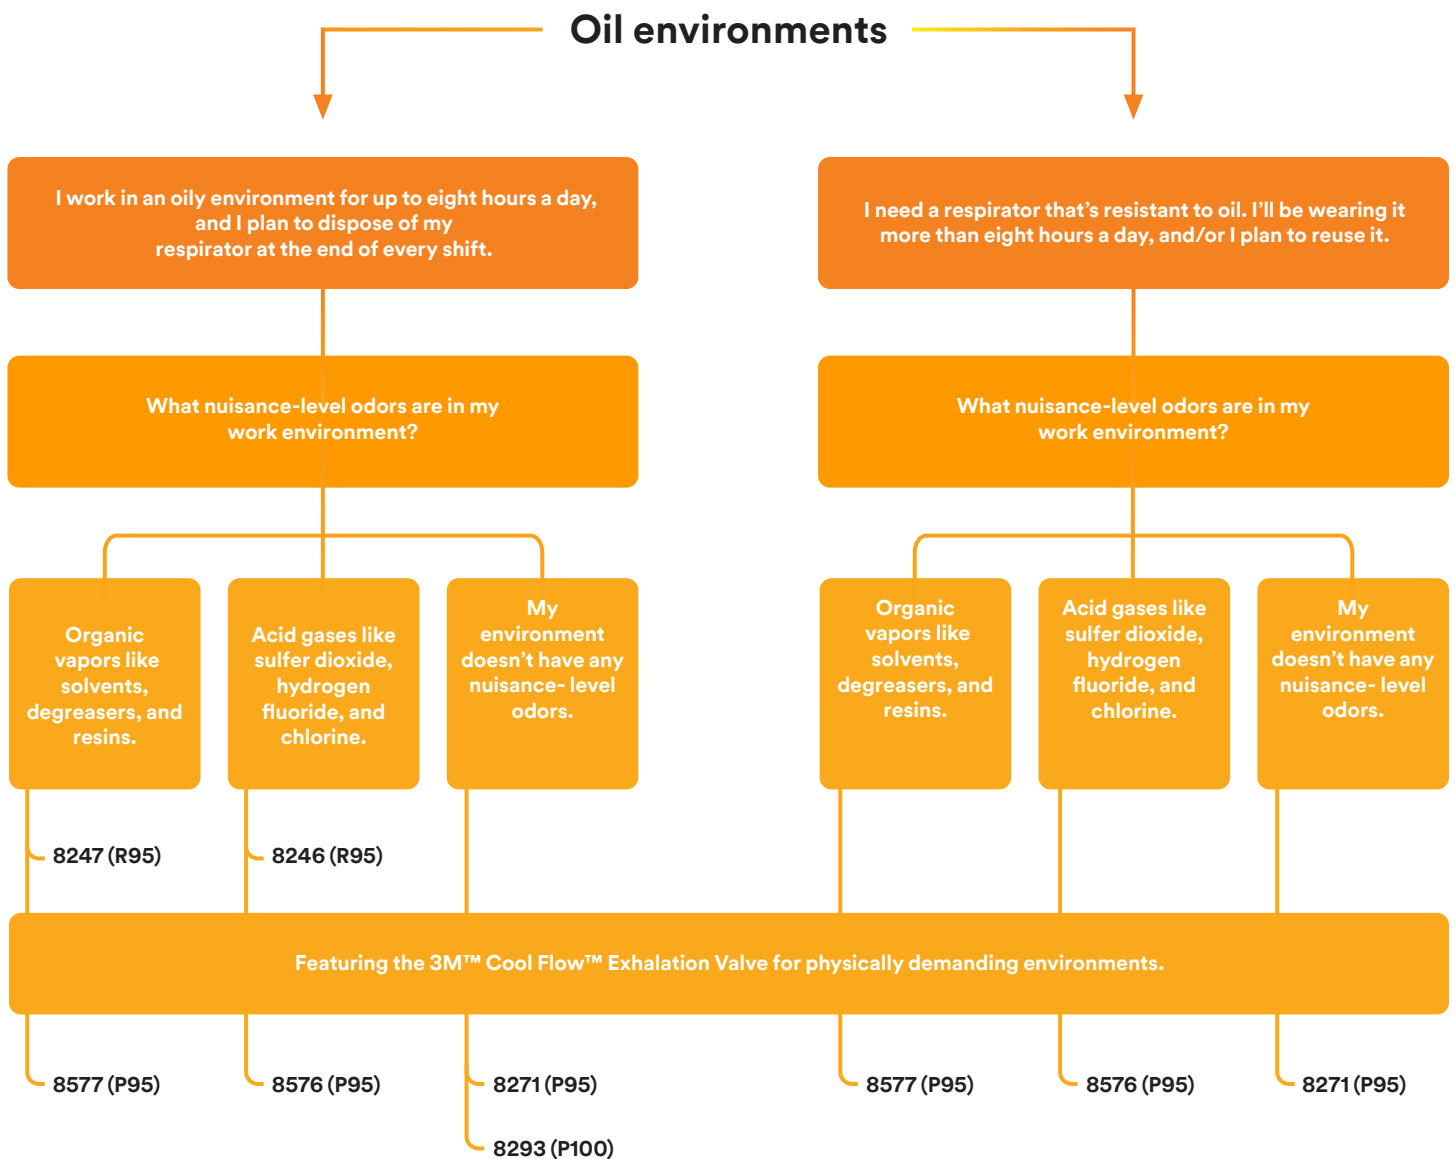 Oil environments
I work in an oily environment for up to eight hours a day,
and I plan to dispose of my
respirator at the end of every shift.
I need a respirator that's resistant to oil. I'll be wearing it
more than eight hours a day, and/or I plan to reuse it.
What nuisance-level odors are in my
work environment?
What nuisance-level odors are in my
work environment?
Organic
vapors like
solvents,
degreasers, and
resins.
Acid gases like
sulfer dioxide,
hydrogen
fluoride, and
chlorine.
My
environment
doesn't have any
nuisance- level
odors.
Organic
vapors like
solvents,
degreasers, and
resins.
Acid gases like
sulfer dioxide,
hydrogen
fluoride, and
chlorine.
My
environment
doesn't have any
nuisance- level
odors.
8247 (R95)
8246 (R95)
Featuring the 3M™ Cool Flow™ Exhalation Valve for physically demanding environments.
8577 (P95)
8576 (P95)
8271 (P95)
8293 (P100)
8577 (P95)
8576 (P95)
8271 (P95)